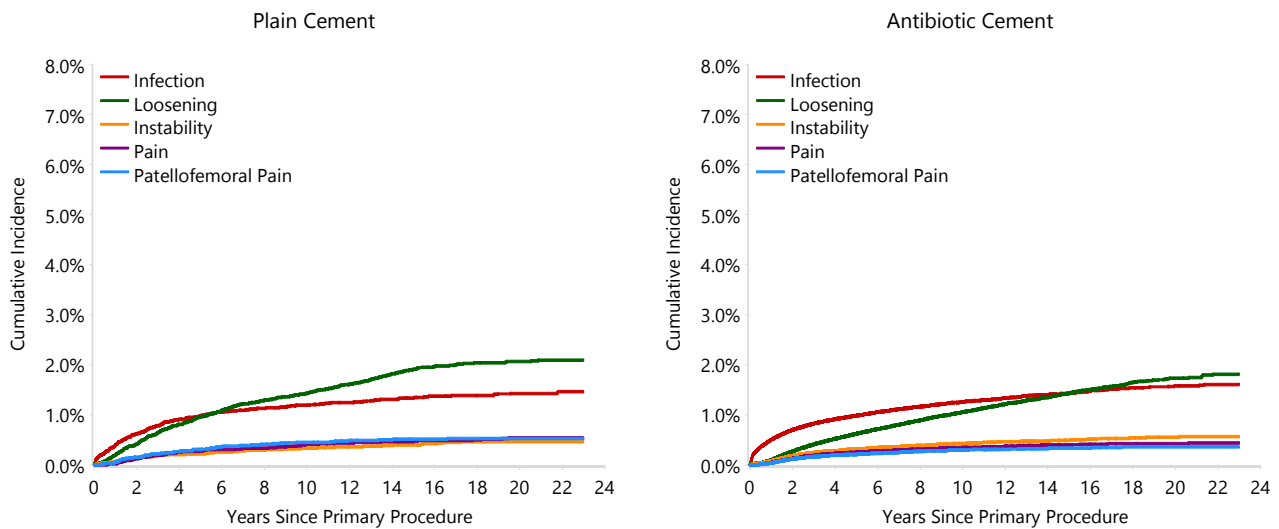 Plain Cement
8.0%
7.0%
6.0%
5.0%
4.0%
3.0%
2.0%
1.0%
0.0%
Cumulative Incidence
Infection
Loosening
Instability
Pain
Patellofemoral Pain
0 2 4 6 8 10 12 14 16 18 20 22 24
Years Since Primary Procedure
Antibiotic Cement
8.0%
7.0%
6.0%
5.0%
4.0%
3.0%
2.0%
1.0%
0.0%
Cumulative Incidence
Infection
Loosening
Instability
Pain
Patellofemoral Pain
0 2 4 6 8 10 12 14 16 18 20 22 24
Years Since Primary Procedure